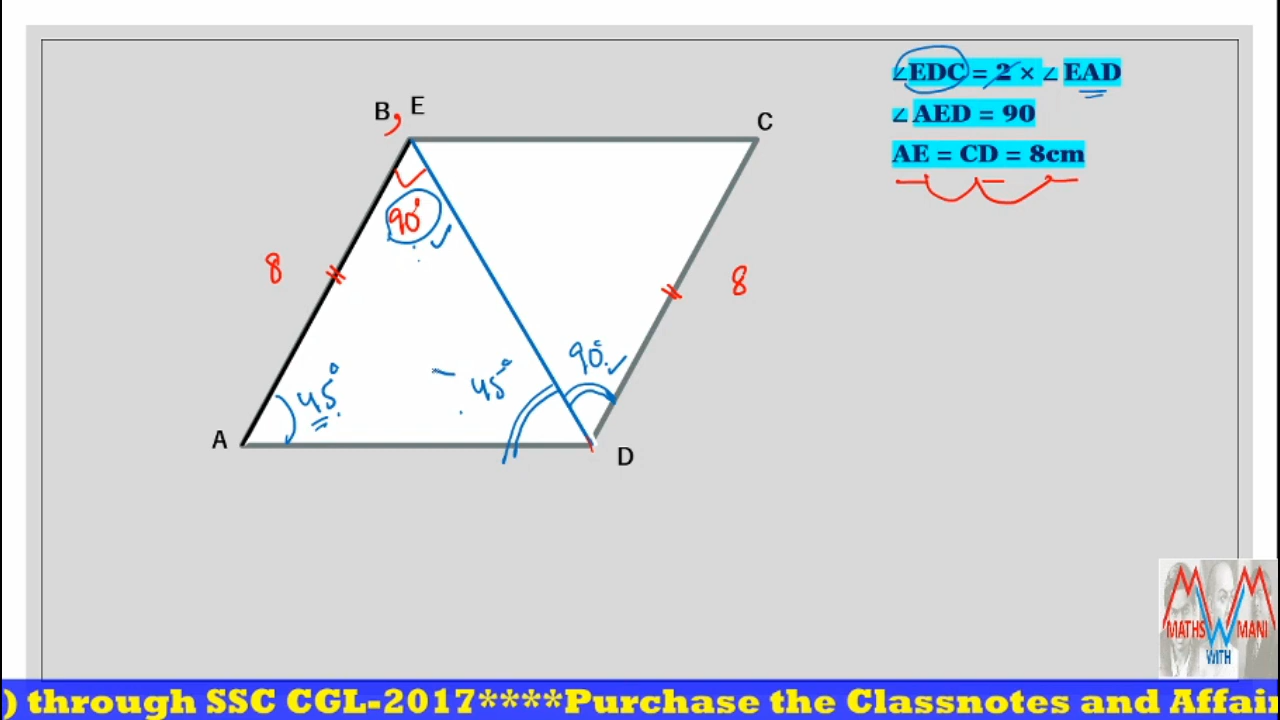 ∠EDC = 2 × ∠ EAD
∠ AED = 90
AE = CD = 8cm
B, E
C
90°
8
8
90°
45°
45°
A
D
MATHS MANI
WITH
) through SSC CGL-2017****Purchase the Classnotes and Affair